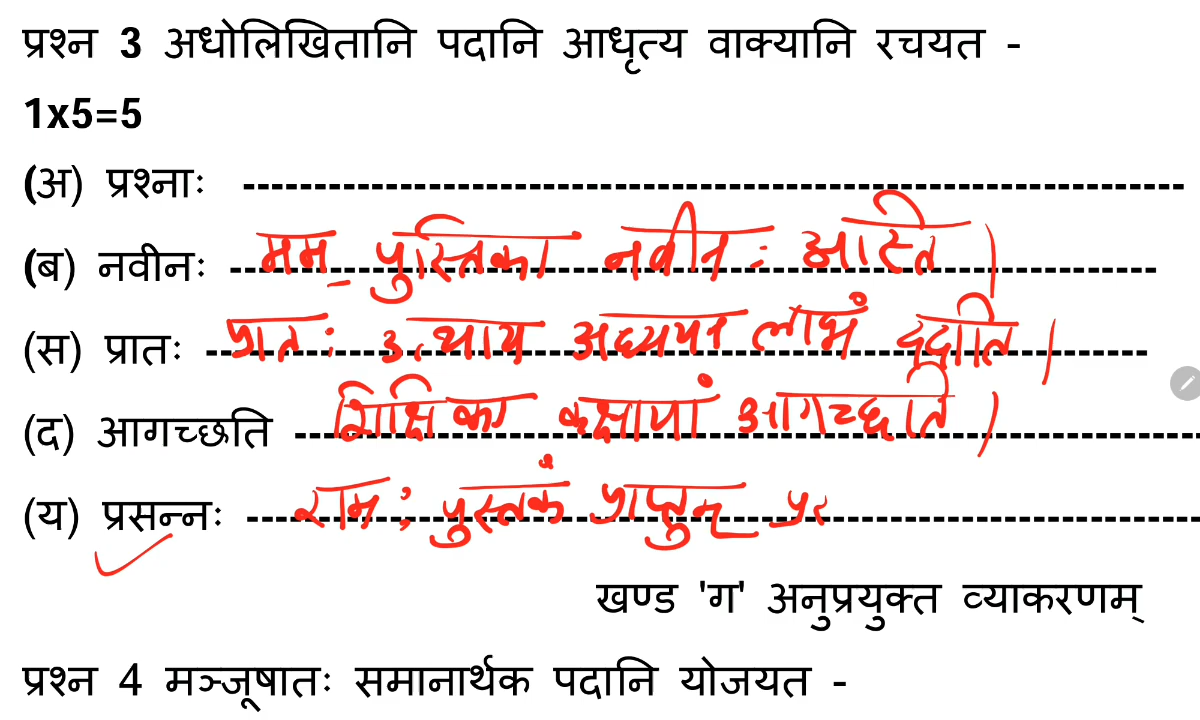 प्रश्न 3 अधोलिखितानि पदानि आधृत्य वाक्यानि रचयत -
1x5=5
(अ) प्रश्नाः ------------------------------------------------------------------
(ब) नवीनः मम पुस्तिका नवीनः अस्ति।
(स) प्रातः प्रातः उत्थाय अध्ययन लाभं ददाति।
(द) आगच्छति शिक्षिका कक्षायां आगच्छति।
(य) प्रसन्नः रामः पुस्तकं प्राप्तुम्
खण्ड 'ग' अनुप्रयुक्त व्याकरणम्
प्रश्न 4 मञ्जूषातः समानार्थक पदानि योजयत -